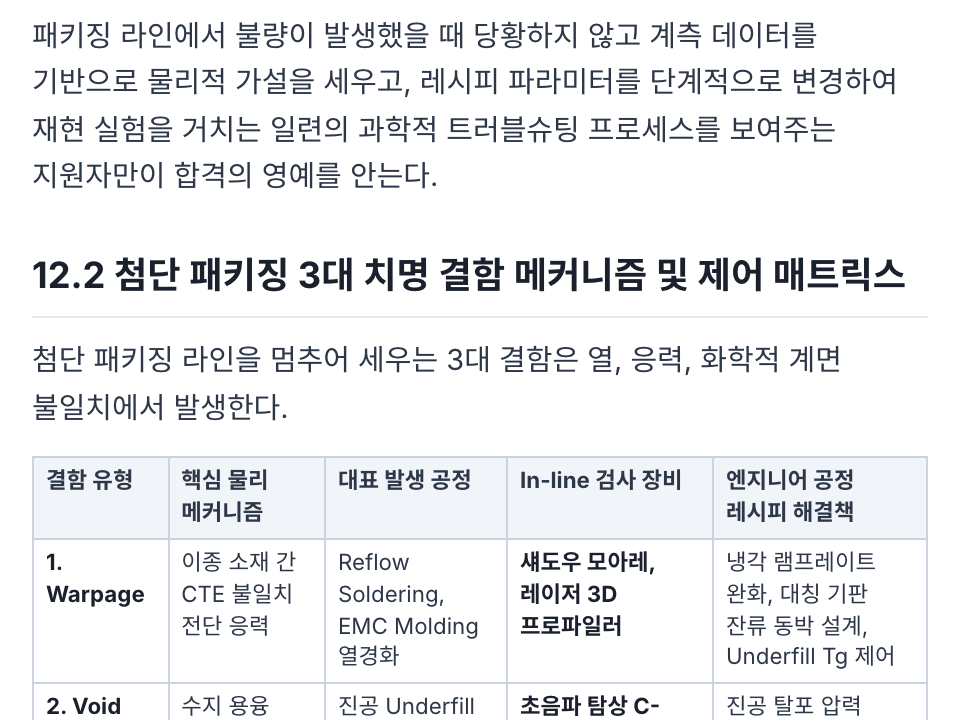 패키징 라인에서 불량이 발생했을 때 당황하지 않고 계측 데이터를
기반으로 물리적 가설을 세우고, 레시피 파라미터를 단계적으로 변경하여
재현 실험을 거치는 일련의 과학적 트러블슈팅 프로세스를 보여주는
지원자만이 합격의 영예를 안는다.
12.2 첨단 패키징 3대 치명 결함 메커니즘 및 제어 매트릭스
첨단 패키징 라인을 멈추어 세우는 3대 결함은 열, 응력, 화학적 계면
불일치에서 발생한다.
결함 유형
핵심 물리
메커니즘
대표 발생 공정
In-line 검사 장비
엔지니어 공정
레시피 해결책
1.
Warpage
이종 소재 간
CTE 불일치
전단 응력
Reflow
Soldering,
EMC Molding
열경화
섀도우 모아레,
레이저 3D
프로파일러
냉각 램프레이트
완화, 대칭 기판
잔류 동박 설계,
Underfill Tg 제어
2. Void
수지 용융
진공 Underfill
초음파 탐상 C-
진공 탈포 압력